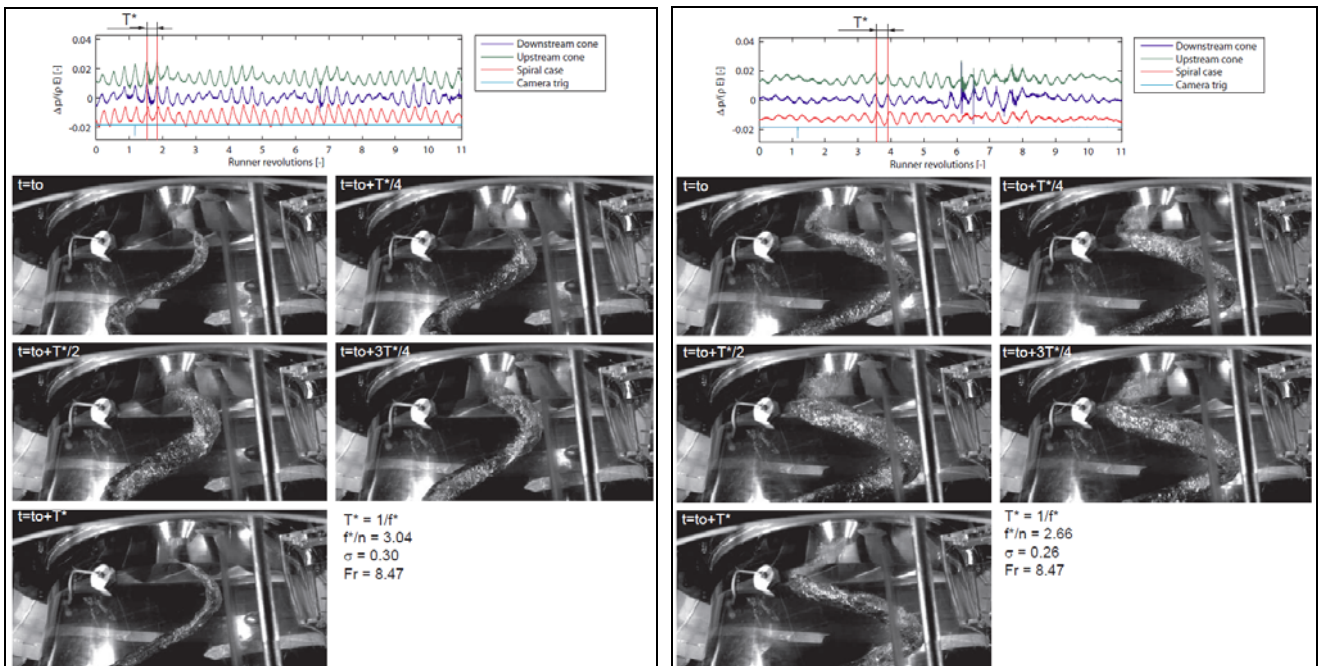 T*
0.04
0.02
0
-0.02
Δp/(ρ E) [-]
0 1 2 3 4 5 6 7 8 9 10 11
Runner revolutions [-]
Downstream cone
Upstream cone
Spiral case
Camera trig
t=to
t=to+T*/4
t=to+T*/2
t=to+3T*/4
t=to+T*
T* = 1/f*
f*/n = 3.04
σ = 0.30
Fr = 8.47
T*
0.04
0.02
0
-0.02
Δp/(ρ E) [-]
0 1 2 3 4 5 6 7 8 9 10 11
Runner revolutions [-]
Downstream cone
Upstream cone
Spiral case
Camera trig
t=to
t=to+T*/4
t=to+T*/2
t=to+3T*/4
t=to+T*
T* = 1/f*
f*/n = 2.66
σ = 0.26
Fr = 8.47